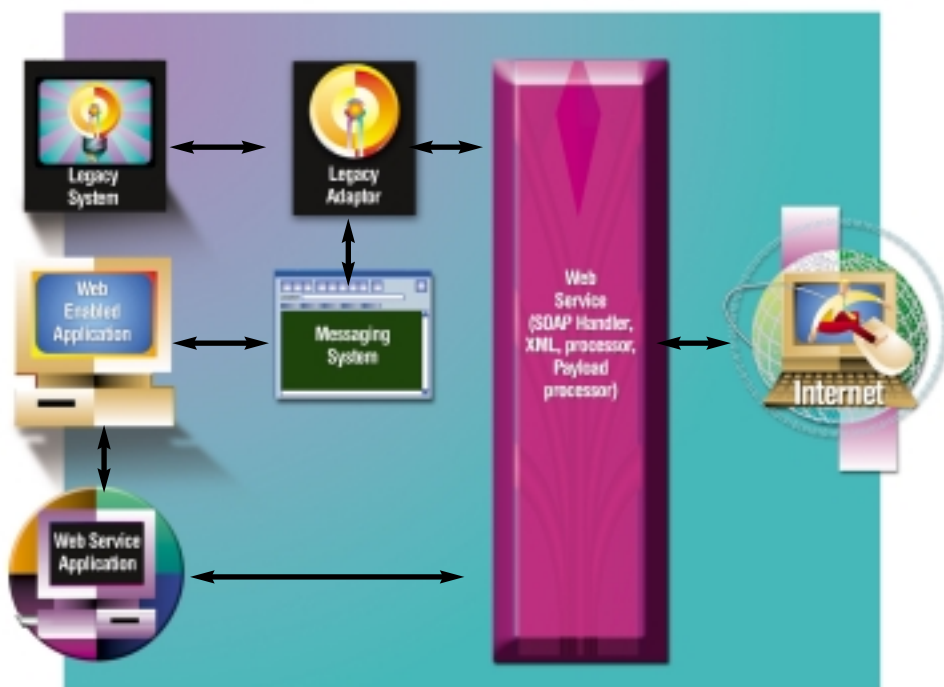 Legacy
System
Legacy
Adaptor
Web
Enabled
Application
Messaging
System
Web
Service
(SOAP Handler,
XML, processor,
Payload
processor)
Internet
Web Service
Application